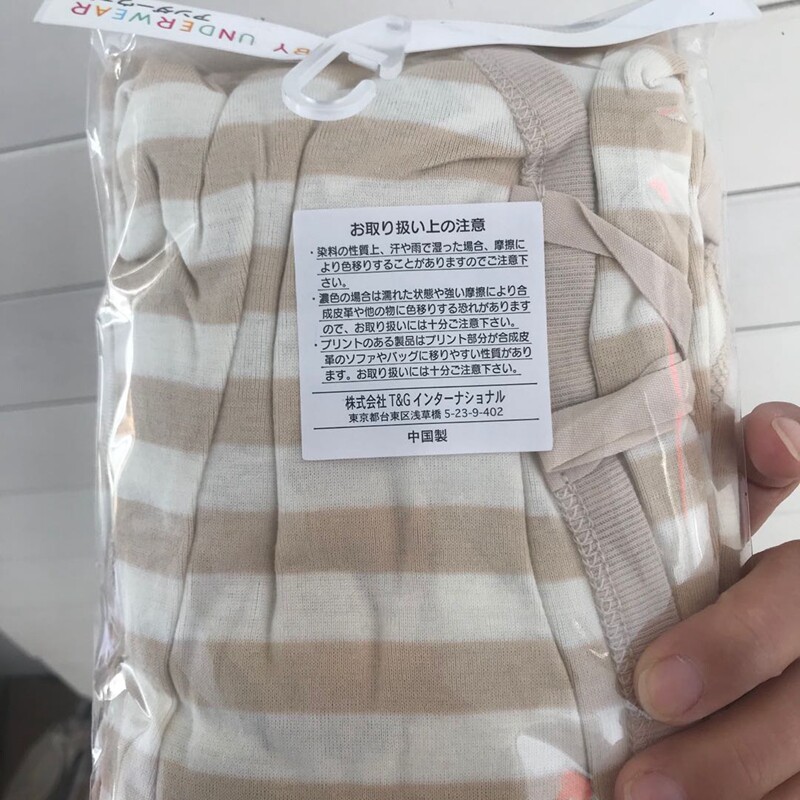 BY UNDERWEAR
お取り扱い上の注意
・染料の性質上、汗や雨で湿った場合、摩擦に
より色移りすることがありますのでご注意下
さい。
・濃色の場合は濡れた状態や強い摩擦により合
成皮革や他の物に色移りする恐れがあります
ので、お取り扱いには十分ご注意下さい。
・プリントのある製品はプリント部分が合成皮
革のソファやバッグに移りやすい性質があり
ます。お取り扱いには十分ご注意下さい。
株式会社 T&G インターナショナル
東京都台東区浅草橋 5-23-9-402
中国製